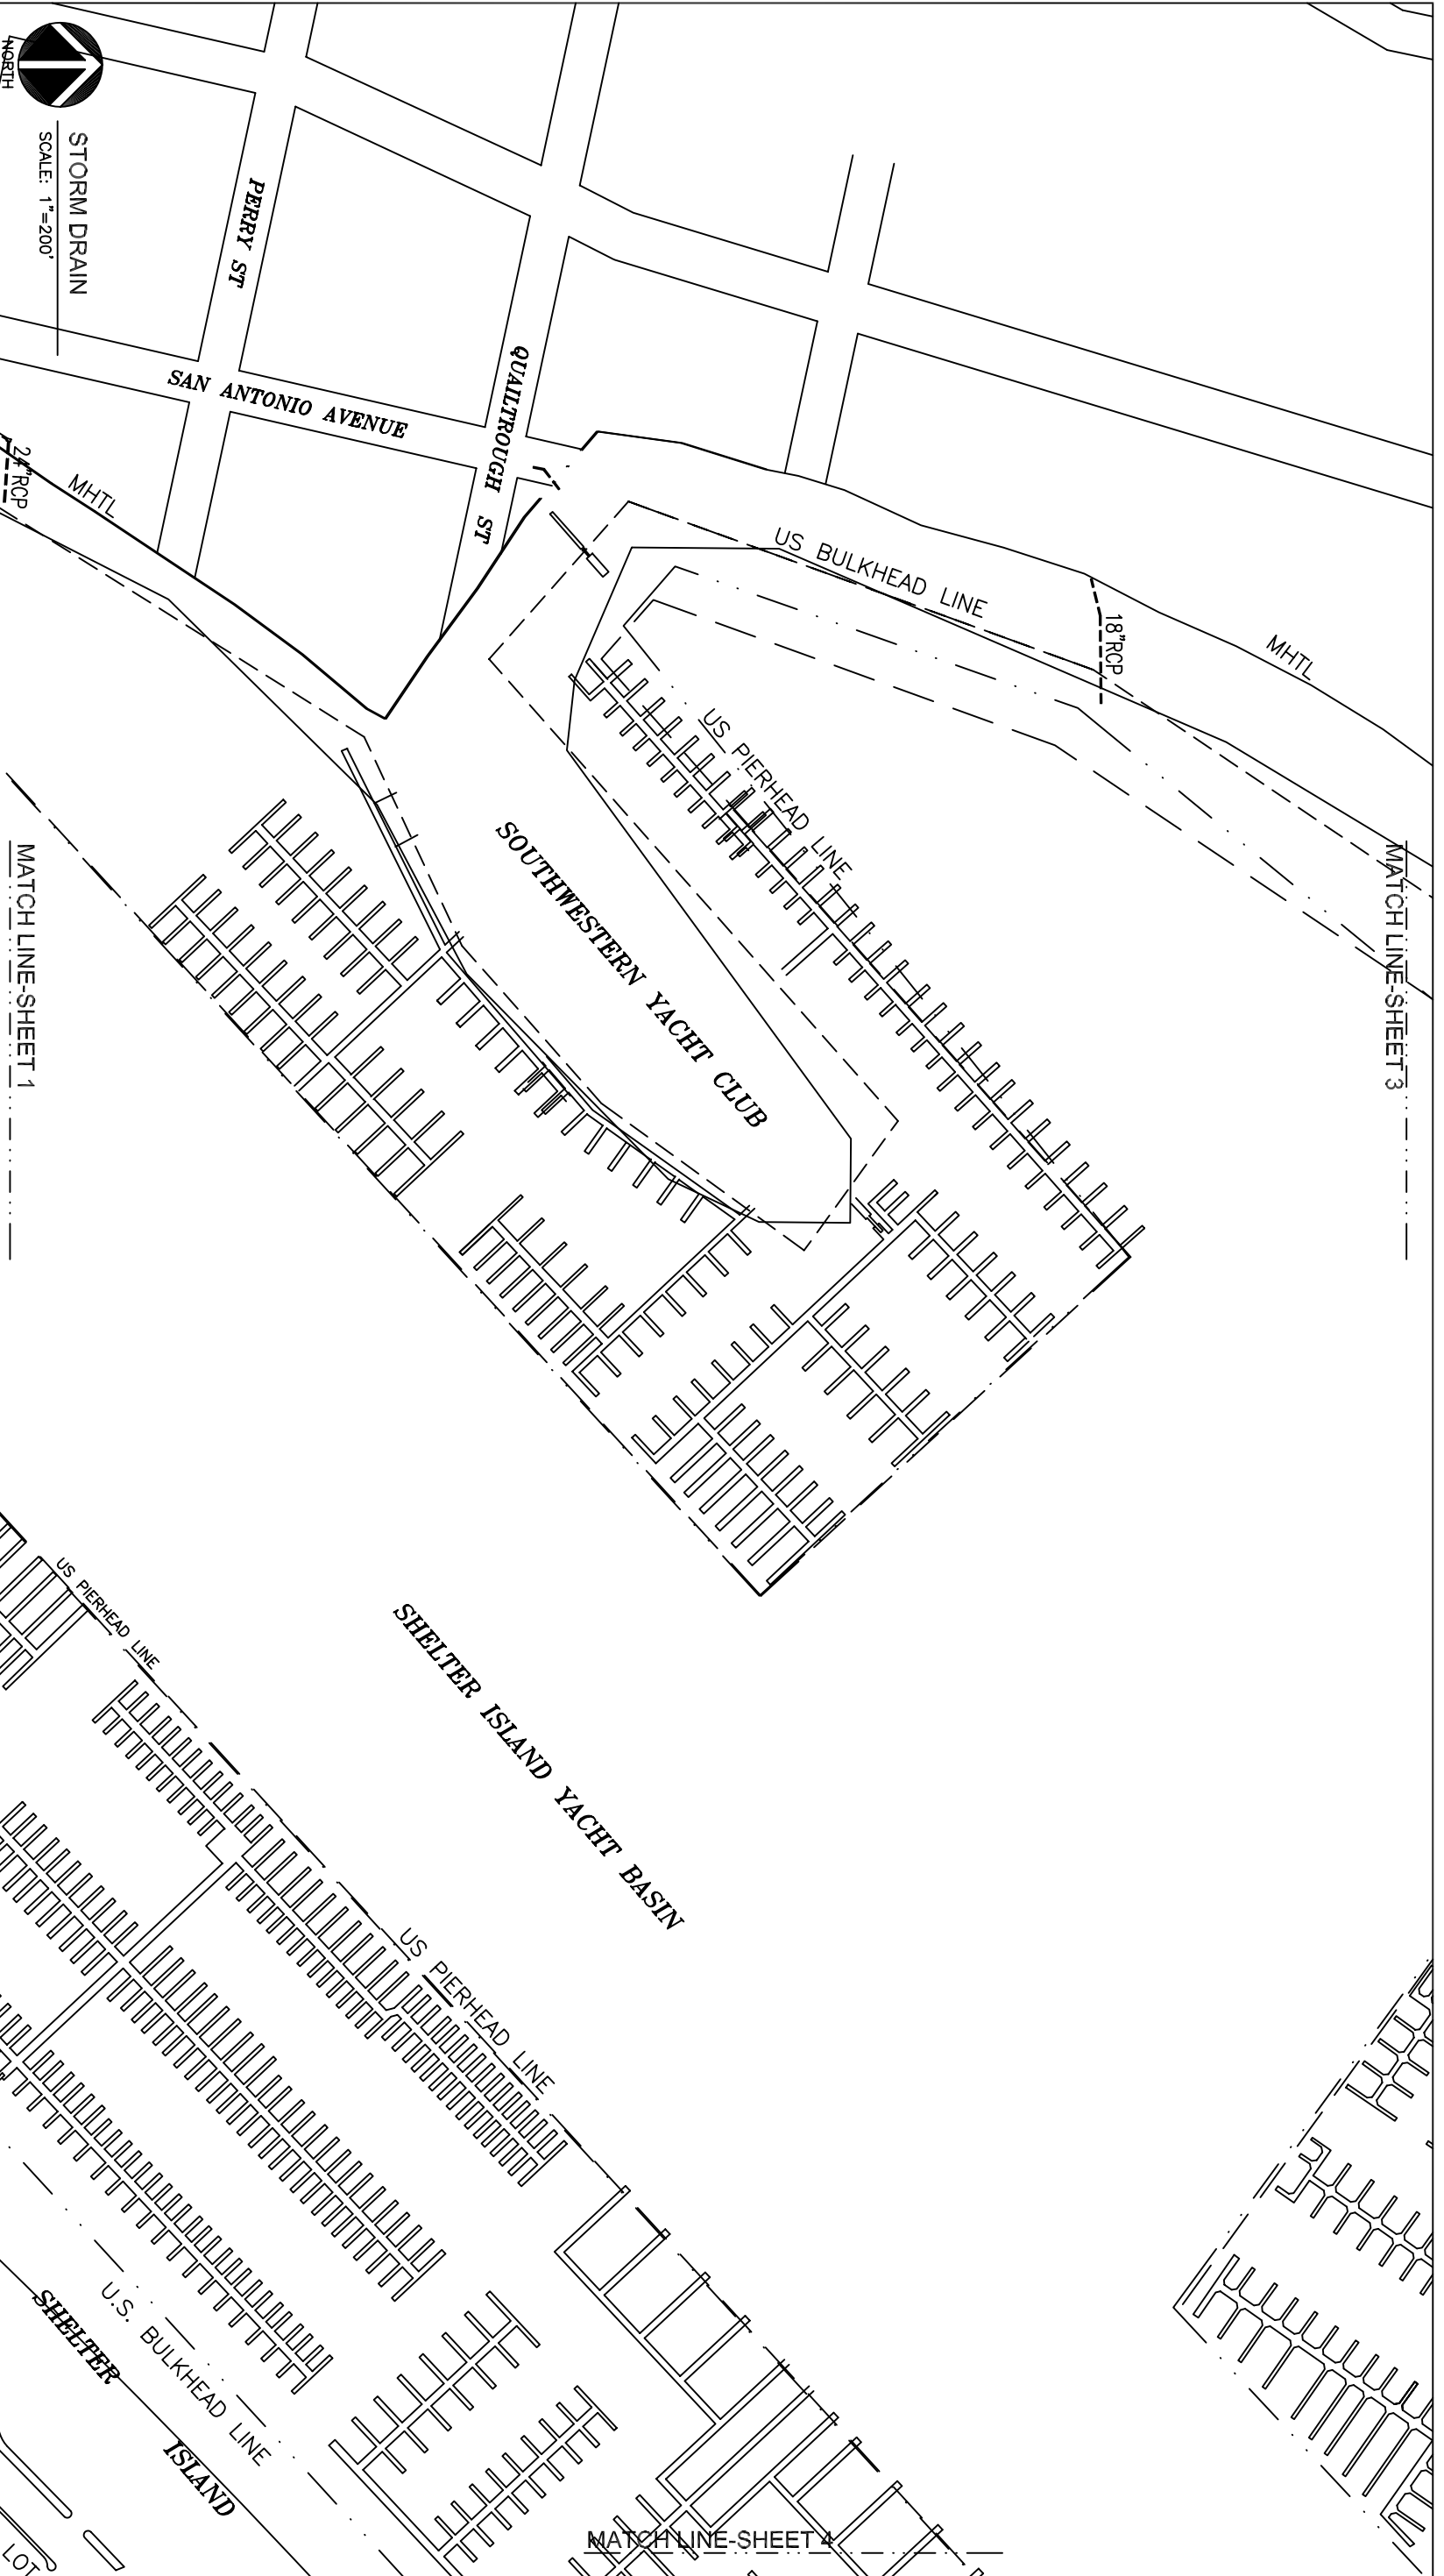 NORTH
STORM DRAIN
SCALE: 1"=200'
PERRY ST
SAN ANTONIO AVENUE
QUAILTROUGH ST
24"RCP
MHTL
US BULKHEAD LINE
18"RCP
MHTL
US PIERHEAD LINE
SOUTHWESTERN YACHT CLUB
MATCH LINE-SHEET 1
MATCH LINE-SHEET 3
US PIERHEAD LINE
SHELTER ISLAND YACHT BASIN
US PIERHEAD LINE
U.S. BULKHEAD LINE
SHELTER ISLAND
LOT
MATCH LINE-SHEET 4